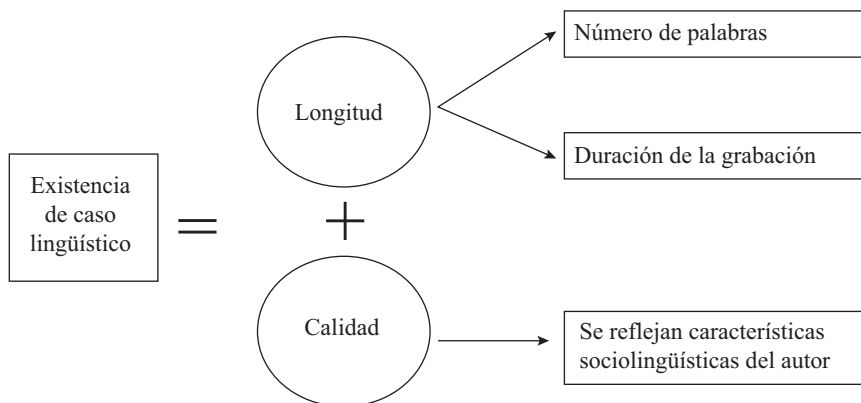 Número de palabras
Longitud
Duración de la grabación
Existencia
de caso
lingüístico
=
+
Calidad
Se reflejan características
sociolingüísticas del autor